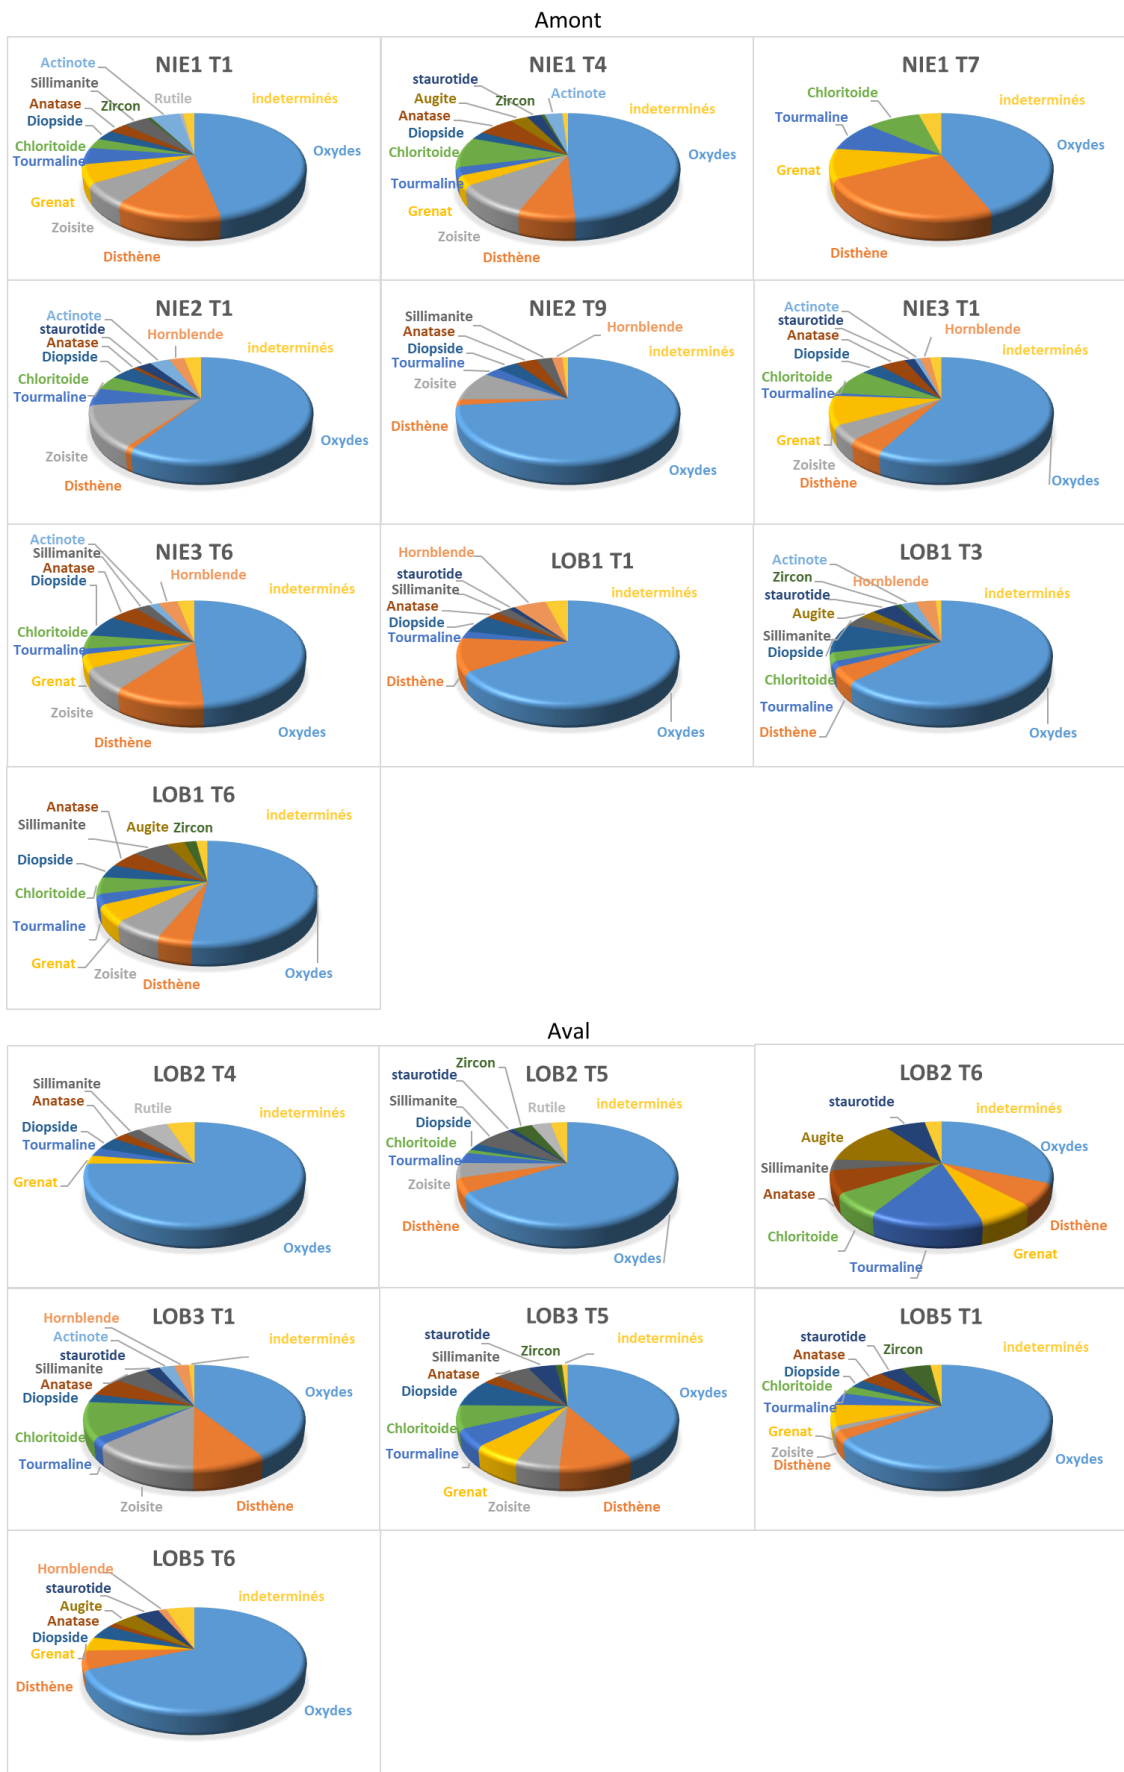 Amont
NIE1 T1
Actinote
Sillimanite
Anatase
Zircon
Rutile
indeterminés
Diopside
Chloritoide
Tourmaline
Oxydes
Grenat
Zoisite
Disthène
NIE1 T4
staurotide
Augite
Zircon
Actinote
indeterminés
Anatase
Diopside
Chloritoide
Oxydes
Tourmaline
Grenat
Zoisite
Disthène
NIE1 T7
Chloritoide
indeterminés
Tourmaline
Oxydes
Grenat
Disthène
NIE2 T1
Actinote
staurotide
Hornblende
Anatase
indeterminés
Diopside
Chloritoide
Tourmaline
Oxydes
Zoisite
Disthène
NIE2 T9
Sillimanite
Hornblende
Anatase
Diopside
indeterminés
Tourmaline
Zoisite
Disthène
Oxydes
NIE3 T1
Actinote
staurotide
Hornblende
Anatase
indeterminés
Diopside
Chloritoide
Tourmaline
Grenat
Zoisite
Disthène
Oxydes
NIE3 T6
Actinote
Sillimanite
Anatase
Hornblende
Diopside
indeterminés
Chloritoide
Tourmaline
Grenat
Zoisite
Oxydes
Disthène
LOB1 T1
Hornblende
staurotide
Sillimanite
indeterminés
Anatase
Diopside
Tourmaline
Disthène
Oxydes
LOB1 T3
Actinote
Zircon
Hornblende
staurotide
indeterminés
Augite
Sillimanite
Diopside
Chloritoide
Tourmaline
Disthène
Oxydes
LOB1 T6
Anatase
Sillimanite
Augite
Zircon
indeterminés
Diopside
Chloritoide
Tourmaline
Grenat
Zoisite
Disthène
Oxydes
Aval
LOB2 T4
Sillimanite
Anatase
Rutile
indeterminés
Diopside
Tourmaline
Grenat
Oxydes
LOB2 T5
Zircon
staurotide
Sillimanite
Rutile
indeterminés
Diopside
Chloritoide
Tourmaline
Zoisite
Disthène
Oxydes
LOB2 T6
staurotide
indeterminés
Augite
Oxydes
Sillimanite
Anatase
Disthène
Chloritoide
Grenat
Tourmaline
LOB3 T1
Hornblende
Actinote
indeterminés
staurotide
Sillimanite
Anatase
Diopside
Oxydes
Chloritoide
Tourmaline
Zoisite
Disthène
LOB3 T5
staurotide
indeterminés
Zircon
Sillimanite
Anatase
Diopside
Oxydes
Chloritoide
Tourmaline
Grenat
Zoisite
Disthène
LOB5 T1
staurotide
Zircon
indeterminés
Anatase
Diopside
Chloritoide
Tourmaline
Grenat
Zoisite
Disthène
Oxydes
LOB5 T6
Hornblende
staurotide
indeterminés
Augite
Anatase
Diopside
Grenat
Disthène
Oxydes